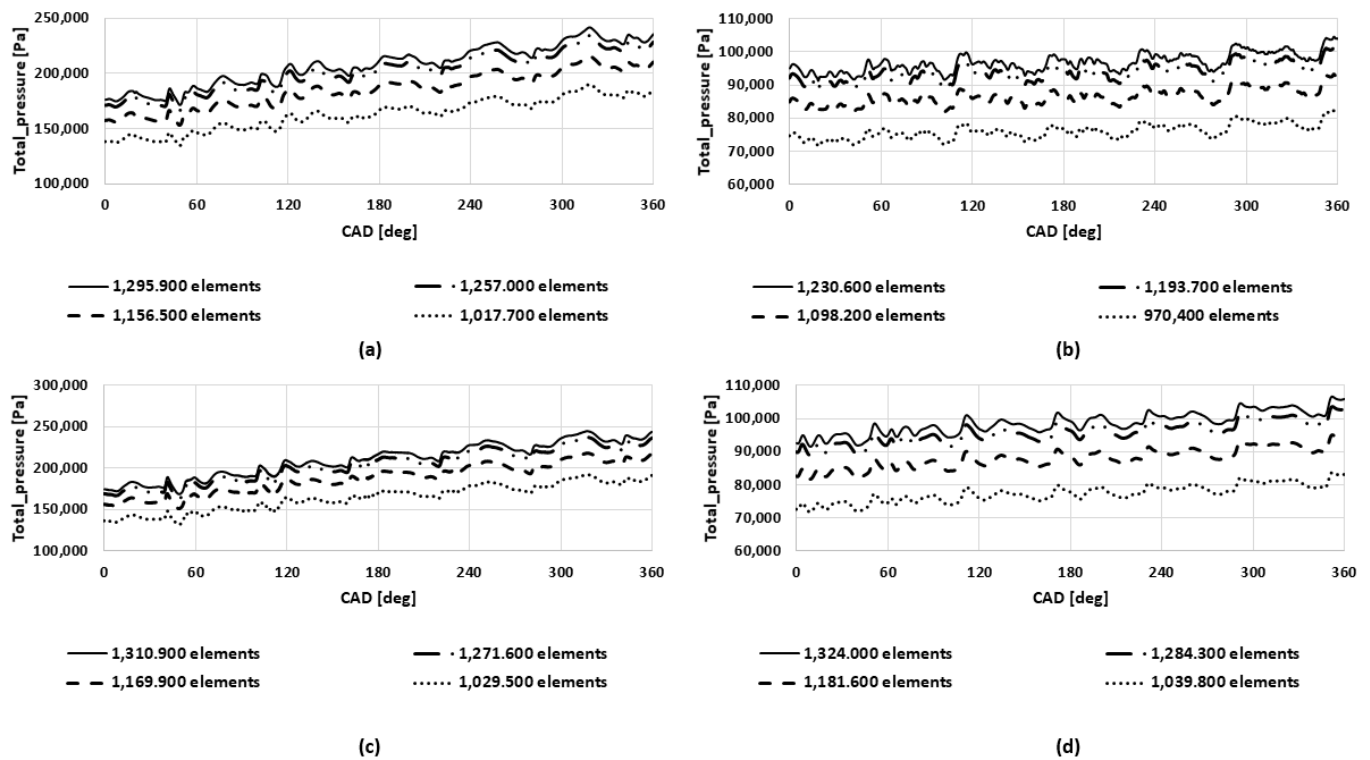 Total_pressure [Pa]
250,000
200,000
150,000
100,000
0 60 120 180 240 300 360
CAD [deg]
1,295.900 elements
1,257.000 elements
1,156.500 elements
1,017.700 elements
(a)
Total_pressure [Pa]
110,000
100,000
90,000
80,000
70,000
60,000
0 60 120 180 240 300 360
CAD [deg]
1,230.600 elements
1,193.700 elements
1,098.200 elements
970,400 elements
(b)
Total_pressure [Pa]
300,000
250,000
200,000
150,000
100,000
0 60 120 180 240 300 360
CAD [deg]
1,310.900 elements
1,271.600 elements
1,169.900 elements
1,029.500 elements
(c)
Total_pressure [Pa]
110,000
100,000
90,000
80,000
70,000
60,000
0 60 120 180 240 300 360
CAD [deg]
1,324.000 elements
1,284.300 elements
1,181.600 elements
1,039.800 elements
(d)